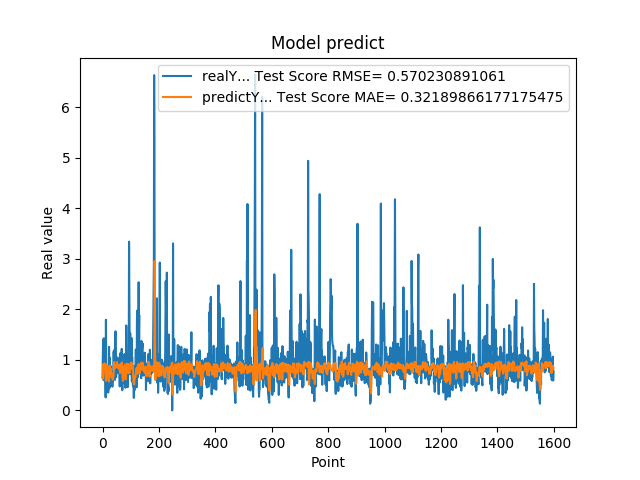 Model predict
realY... Test Score RMSE= 0.570230891061
predictY... Test Score MAE= 0.32189866177175475
Real value
6
5
4
3
2
1
0
0 200 400 600 800 1000 1200 1400 1600
Point